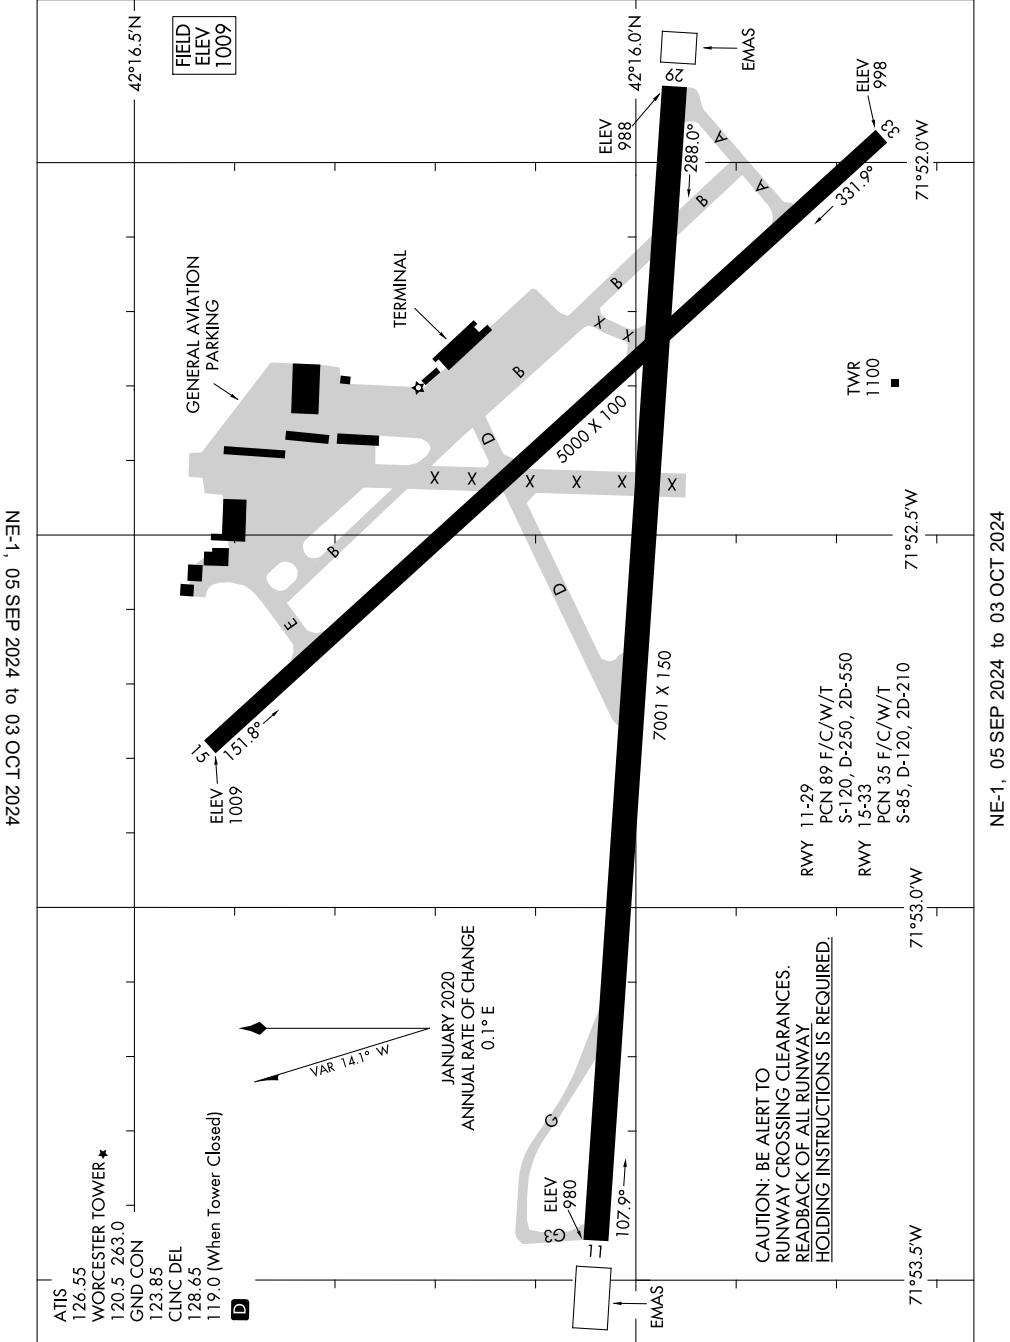 ATIS
126.55
WORCESTER TOWER
120.5 263.0
GND CON
123.85
CLNC DEL
128.65
119.0 (When Tower Closed)
D
FIELD
ELEV
1009
42°16.5'N
42°16.0'N
71°52.0'W
71°52.5'W
71°53.0'W
71°53.5'W
JANUARY 2020
ANNUAL RATE OF CHANGE
0.1° E
VAR 14.1° W
GENERAL AVIATION
PARKING
TERMINAL
TWR
1100
EMAS
29
ELEV
988
288.0°
ELEV
998
33
331.9°
A
A
B
B
B
B
X
X
D
D
E
X
X
X
X
X
X
5000 X 100
7001 X 150
15
151.8°
ELEV
1009
G
G3
ELEV
980
11
107.9°
EMAS
RWY 11-29
PCN 89 F/C/W/T
S-120, D-250, 2D-550
RWY 15-33
PCN 35 F/C/W/T
S-85, D-120, 2D-210
CAUTION: BE ALERT TO
RUNWAY CROSSING CLEARANCES.
READBACK OF ALL RUNWAY
HOLDING INSTRUCTIONS IS REQUIRED.
NE-1, 05 SEP 2024 to 03 OCT 2024
NE-1, 05 SEP 2024 to 03 OCT 2024